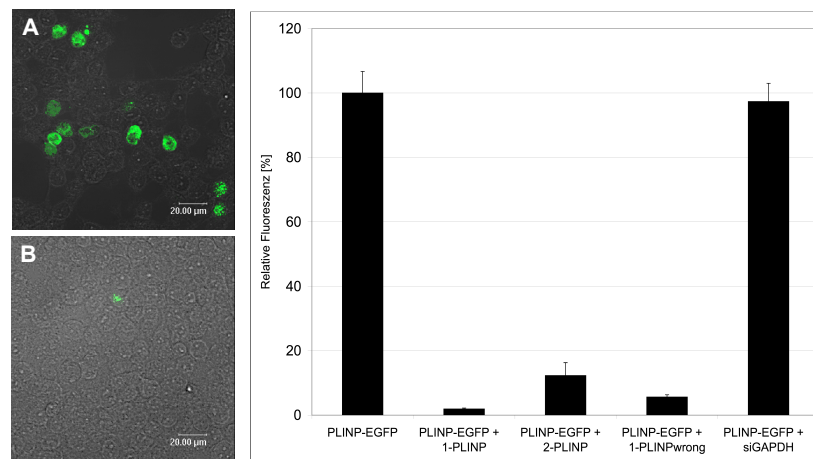 A
20.00 µm
B
20.00 µm
Relative Fluoreszenz [%]
120
100
80
60
40
20
0
PLINP-EGFP
PLINP-EGFP +
1-PLINP
PLINP-EGFP +
2-PLINP
PLINP-EGFP +
1-PLINPwrong
PLINP-EGFP +
siGAPDH